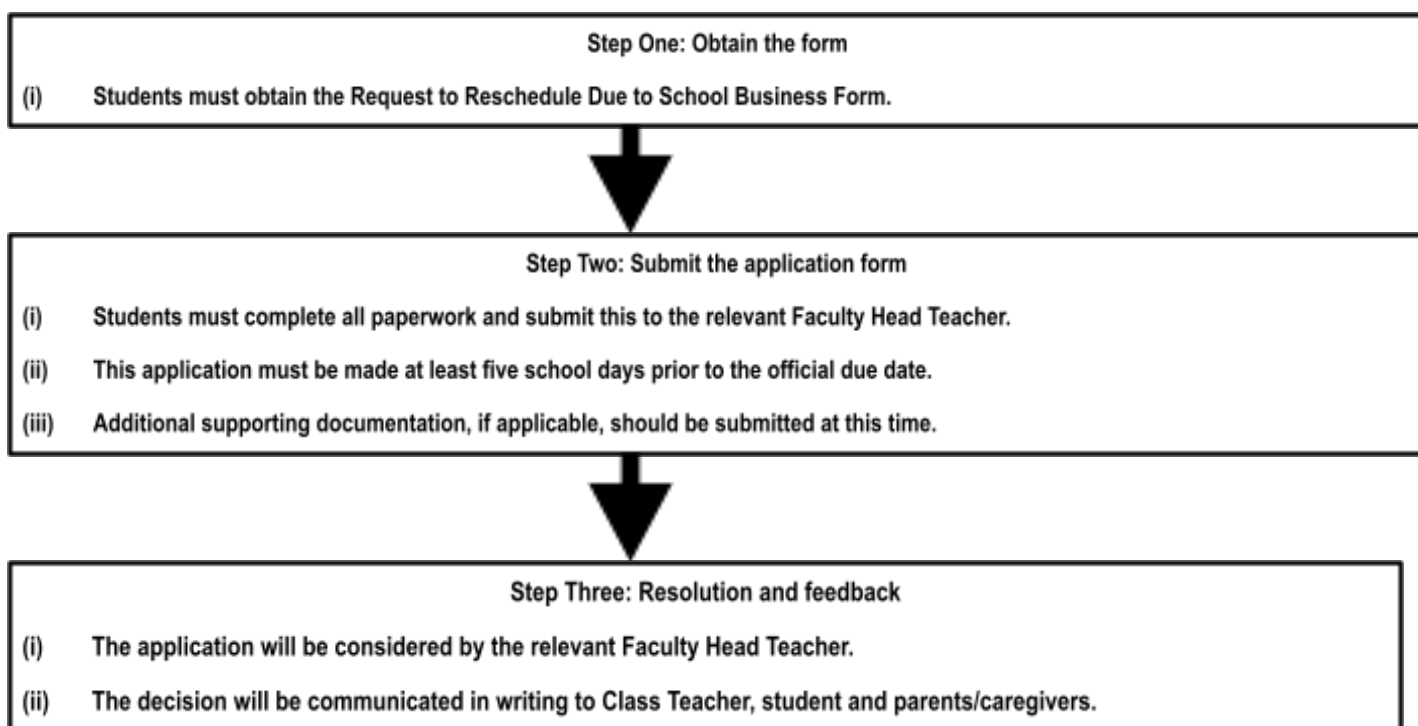 Step One: Obtain the form
(i) Students must obtain the Request to Reschedule Due to School Business Form.
Step Two: Submit the application form
(i) Students must complete all paperwork and submit this to the relevant Faculty Head Teacher.
(ii) This application must be made at least five school days prior to the official due date.
(iii) Additional supporting documentation, if applicable, should be submitted at this time.
Step Three: Resolution and feedback
(i) The application will be considered by the relevant Faculty Head Teacher.
(ii) The decision will be communicated in writing to Class Teacher, student and parents/caregivers.